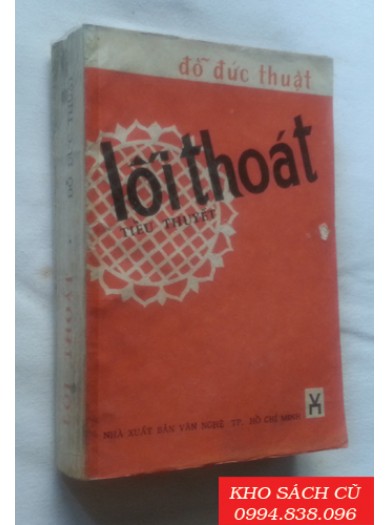 đỗ đức thuật
lối thoát
TIỂU THUYẾT
NHÀ XUẤT BẢN VĂN NGHỆ TP. HỒ CHÍ MINH
KHO SÁCH CŨ
0994.838.096